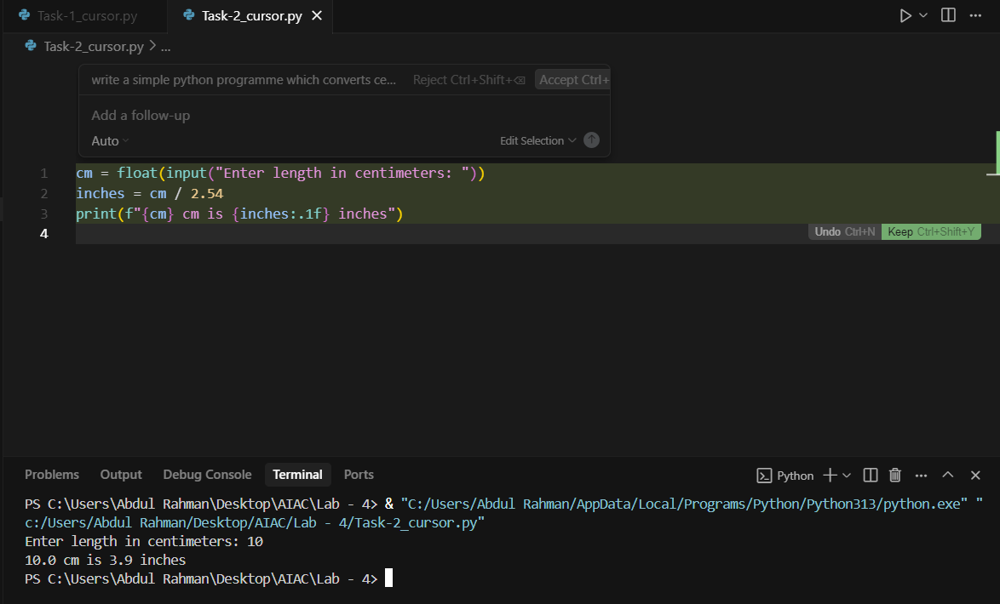 Task-1_cursor.py Task-2_cursor.py
Task-2_cursor.py > ...
write a simple python programme which converts ce... Reject Ctrl+Shift+⌫ Accept Ctrl+
Add a follow-up
Auto Edit Selection
1 cm = float(input("Enter length in centimeters: "))
2 inches = cm / 2.54
3 print(f"{cm} cm is {inches:.1f} inches")
4
Undo Ctrl+N Keep Ctrl+Shift+Y
Problems Output Debug Console Terminal Ports Python
PS C:\Users\Abdul Rahman\Desktop\AIAC\Lab - 4> & "C:/Users/Abdul Rahman/AppData/Local/Programs/Python/Python313/python.exe" "
c:/Users/Abdul Rahman/Desktop/AIAC/Lab - 4/Task-2_cursor.py"
Enter length in centimeters: 10
10.0 cm is 3.9 inches
PS C:\Users\Abdul Rahman\Desktop\AIAC\Lab - 4>